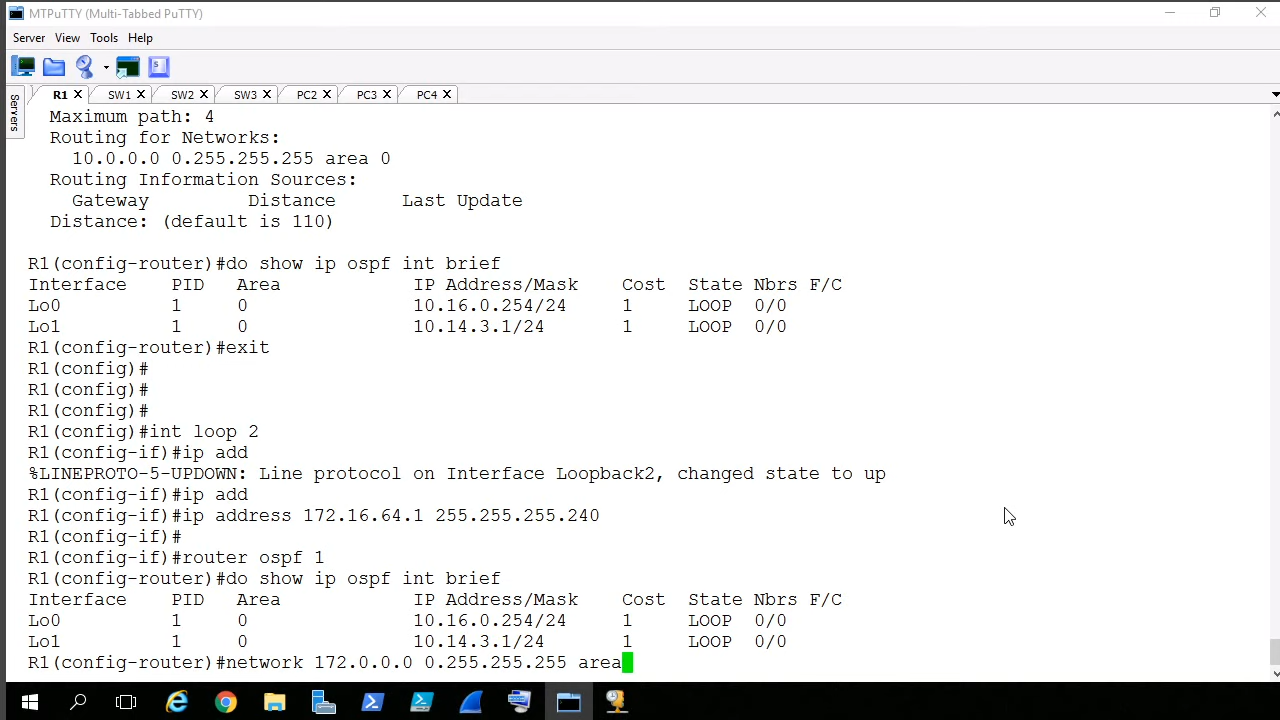 MTPuTTY (Multi-Tabbed PuTTY)
Server View Tools Help
R1 SW1 SW2 SW3 PC2 PC3 PC4
Servers
Maximum path: 4
Routing for Networks:
10.0.0.0 0.255.255.255 area 0
Routing Information Sources:
Gateway Distance Last Update
Distance: (default is 110)
R1(config-router)#do show ip ospf int brief
Interface PID Area IP Address/Mask Cost State Nbrs F/C
Lo0 1 0 10.16.0.254/24 1 LOOP 0/0
Lo1 1 0 10.14.3.1/24 1 LOOP 0/0
R1(config-router)#exit
R1(config)#
R1(config)#
R1(config)#
R1(config)#int loop 2
R1(config-if)#ip add
%LINEPROTO-5-UPDOWN: Line protocol on Interface Loopback2, changed state to up
R1(config-if)#ip add
R1(config-if)#ip address 172.16.64.1 255.255.255.240
R1(config-if)#
R1(config-if)#router ospf 1
R1(config-router)#do show ip ospf int brief
Interface PID Area IP Address/Mask Cost State Nbrs F/C
Lo0 1 0 10.16.0.254/24 1 LOOP 0/0
Lo1 1 0 10.14.3.1/24 1 LOOP 0/0
R1(config-router)#network 172.0.0.0 0.255.255.255 area